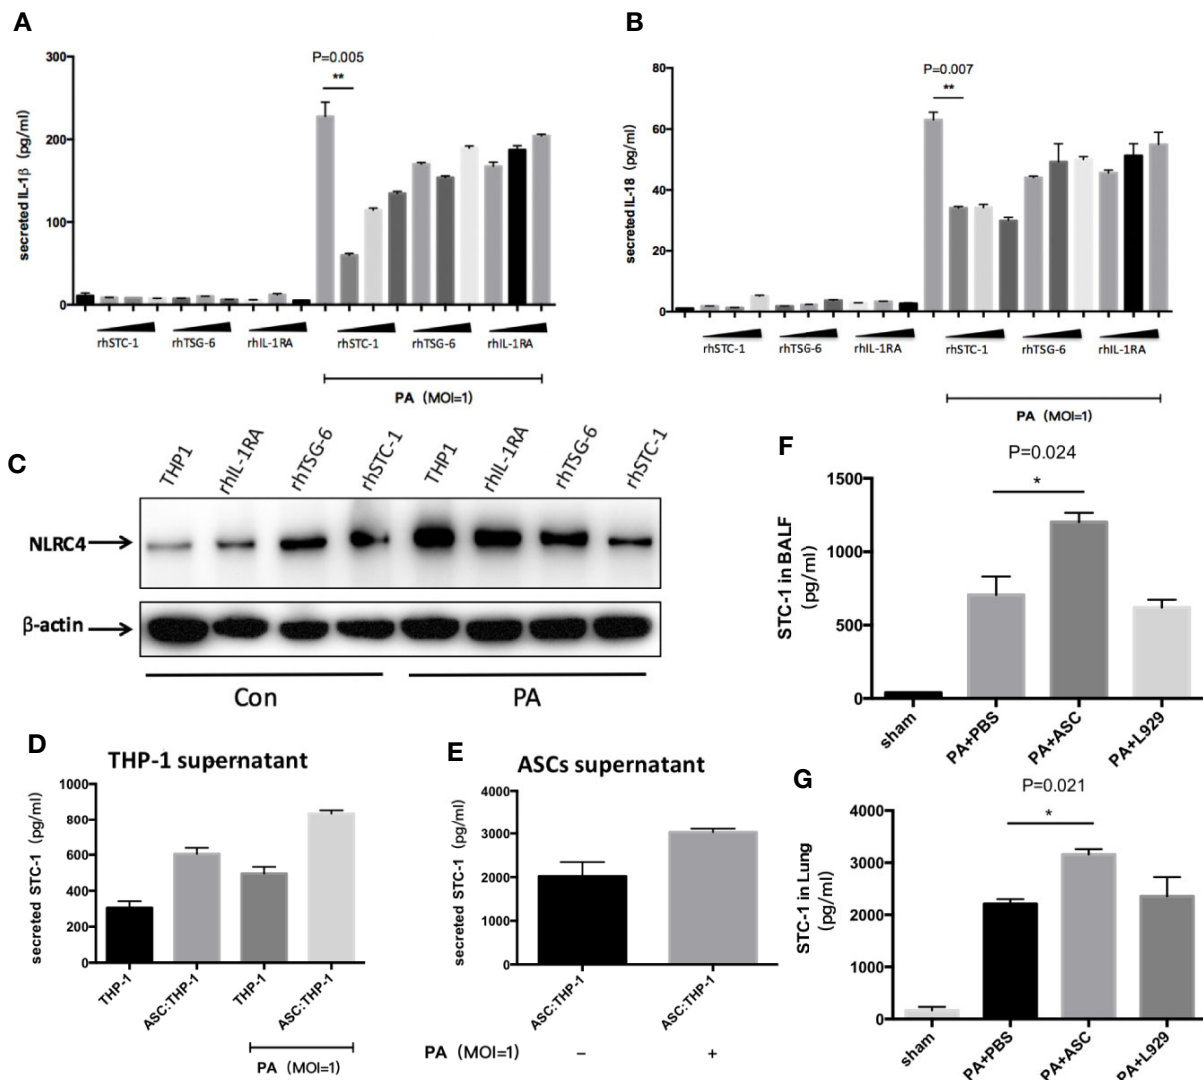 A
300
200
100
0
secreted IL-1β (pg/ml)
P=0.005
**
rhSTC-1
rhTSG-6
rhIL-1RA
rhSTC-1
rhTSG-6
rhIL-1RA
PA (MOI=1)
B
80
60
40
20
0
secreted IL-18 (pg/ml)
P=0.007
**
rhSTC-1
rhTSG-6
rhIL-1RA
rhSTC-1
rhTSG-6
rhIL-1RA
PA (MOI=1)
C
THP1
rhIL-1RA
rhTSG-6
rhSTC-1
THP1
rhIL-1RA
rhTSG-6
rhSTC-1
NLRC4
β-actin
Con
PA
D
THP-1 supernatant
1000
800
600
400
200
0
secreted STC-1 (pg/ml)
THP-1
ASC:THP-1
THP-1
ASC:THP-1
PA (MOI=1)
E
ASCs supernatant
4000
3000
2000
1000
0
secreted STC-1 (pg/ml)
ASC:THP-1
ASC:THP-1
PA (MOI=1) − +
F
P=0.024
*
1500
1000
500
0
STC-1 in BALF
(pg/ml)
sham
PA+PBS
PA+ASC
PA+L929
G
P=0.021
*
4000
3000
2000
1000
0
STC-1 in Lung
(pg/ml)
sham
PA+PBS
PA+ASC
PA+L929